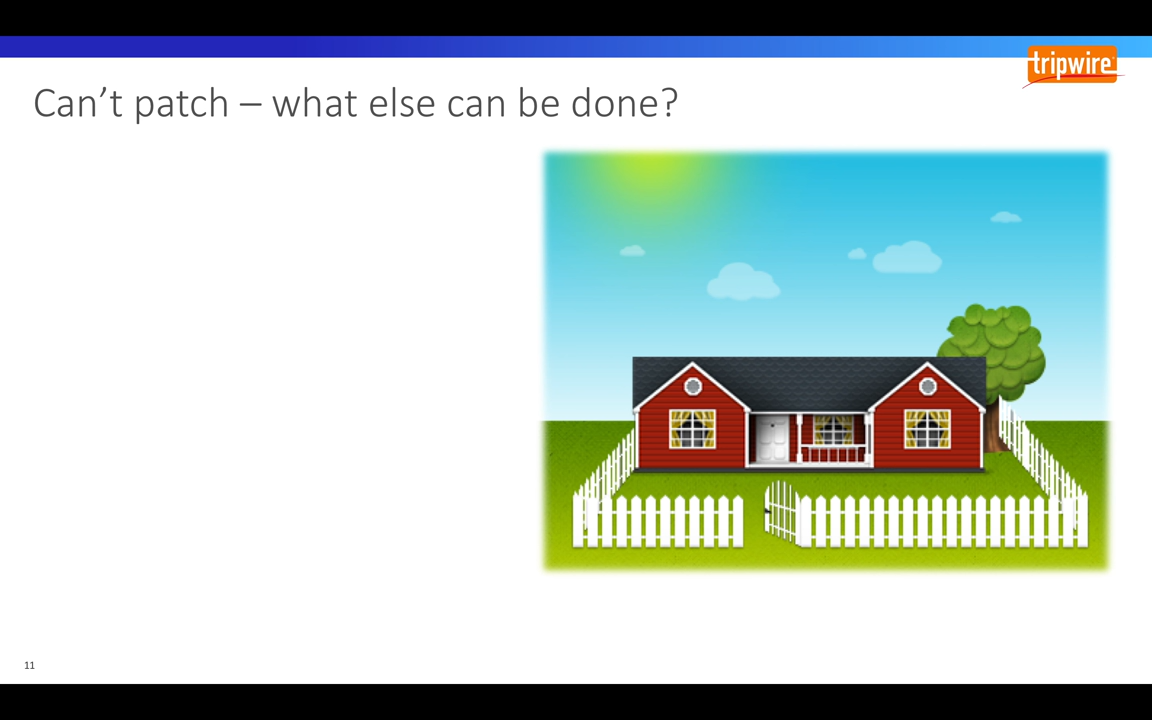 tripwire
Can’t patch – what else can be done?
11